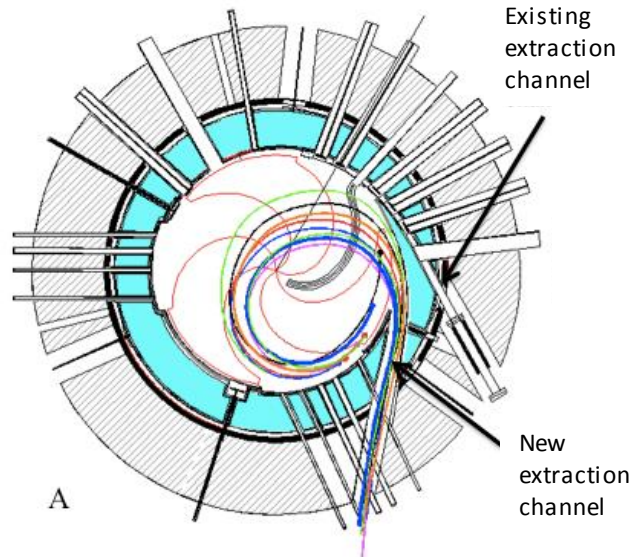 Existing
extraction
channel
New
extraction
channel
A